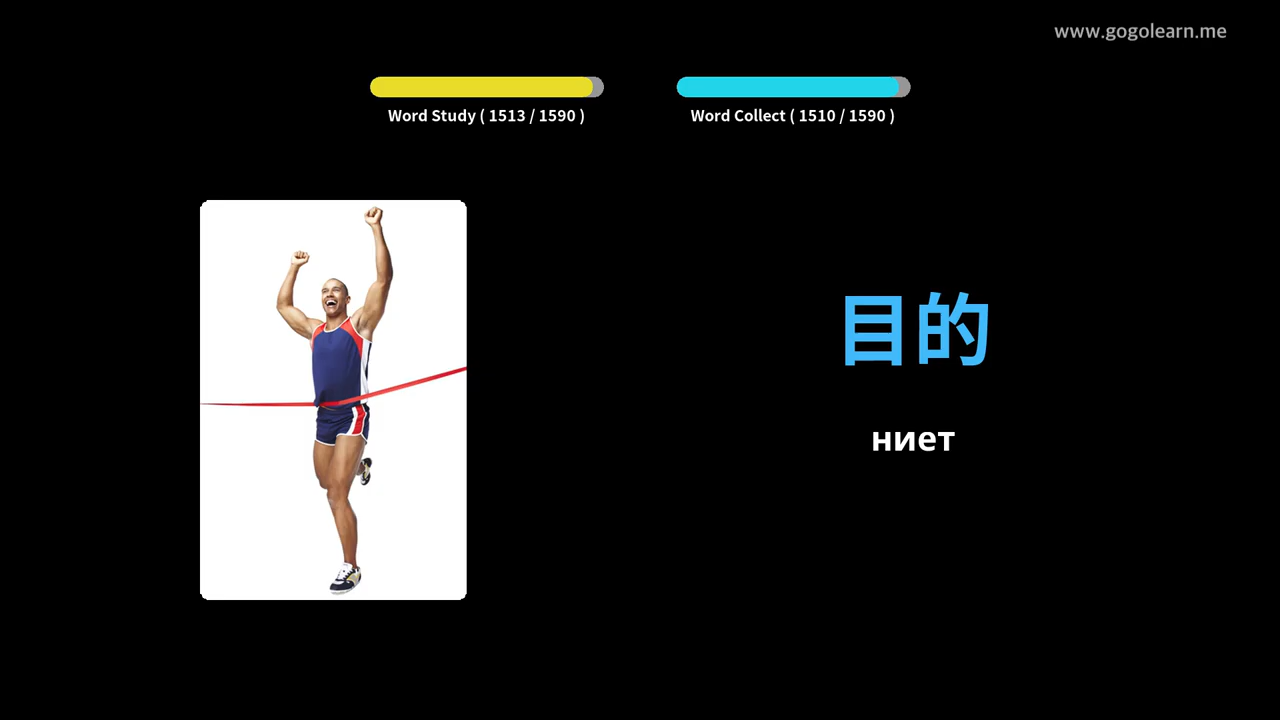 www.gogolearn.me
Word Study ( 1513 / 1590 )
Word Collect ( 1510 / 1590 )
目的
ниет